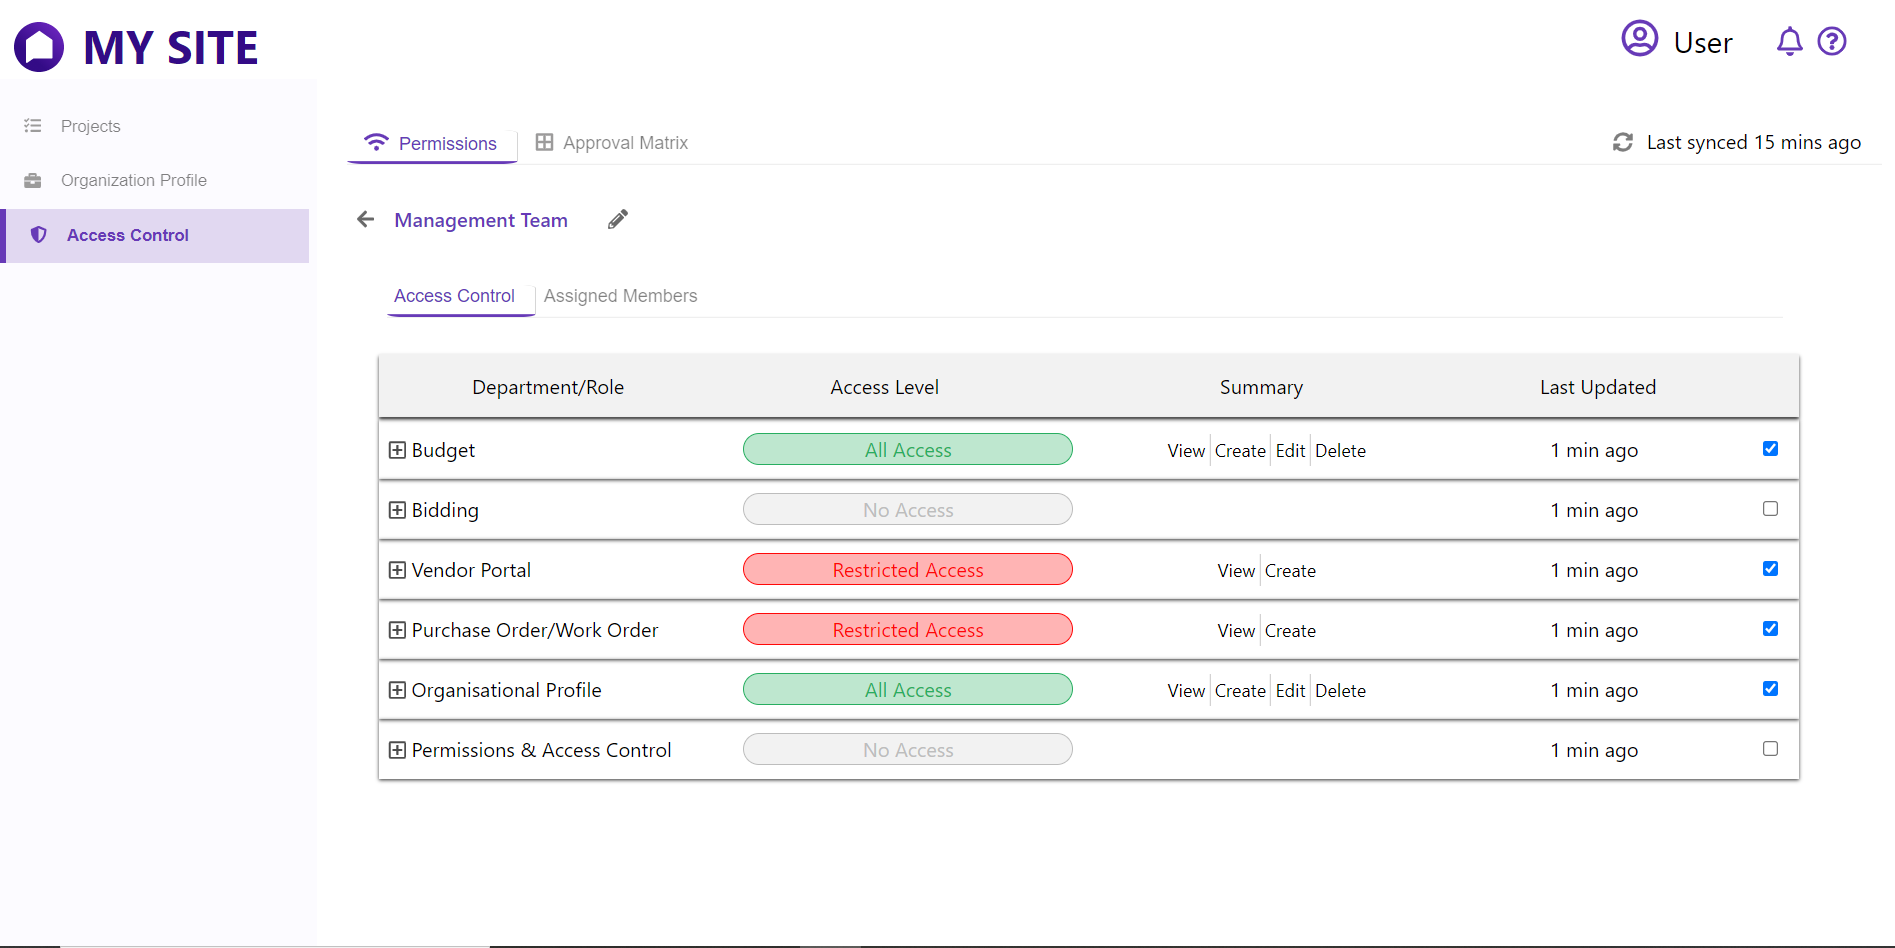 MY SITE
User
Projects
Organization Profile
Access Control
Permissions
Approval Matrix
Last synced 15 mins ago
Management Team
Access Control
Assigned Members
Department/Role Access Level Summary Last Updated
Budget All Access View Create Edit Delete 1 min ago
Bidding No Access 1 min ago
Vendor Portal Restricted Access View Create 1 min ago
Purchase Order/Work Order Restricted Access View Create 1 min ago
Organisational Profile All Access View Create Edit Delete 1 min ago
Permissions & Access Control No Access 1 min ago